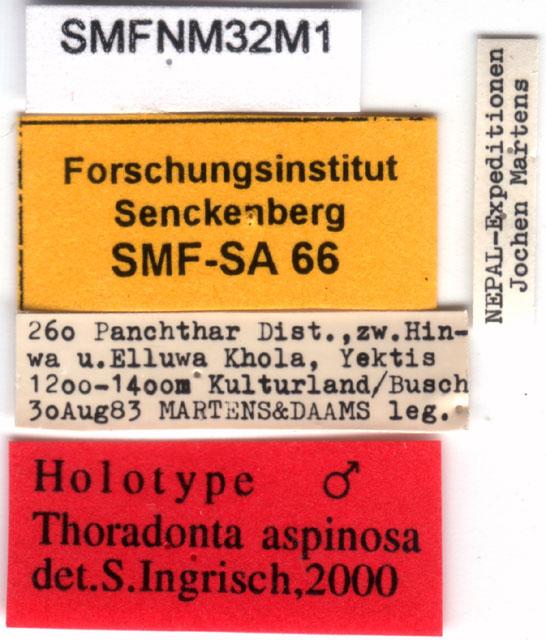 SMFNM32M1
Forschungsinstitut
Senckenberg
SMF-SA 66
26o Panchthar Dist.,zw.Hin-
wa u.Elluwa Khola, Yektis
12oo-14oom Kulturland/Busch
3oAug83 MARTENS&DAAMS leg.
Holotype ♂
Thoradonta aspinosa
det.S.Ingrisch,2000
NEPAL-Expeditionen
Jochen Martens